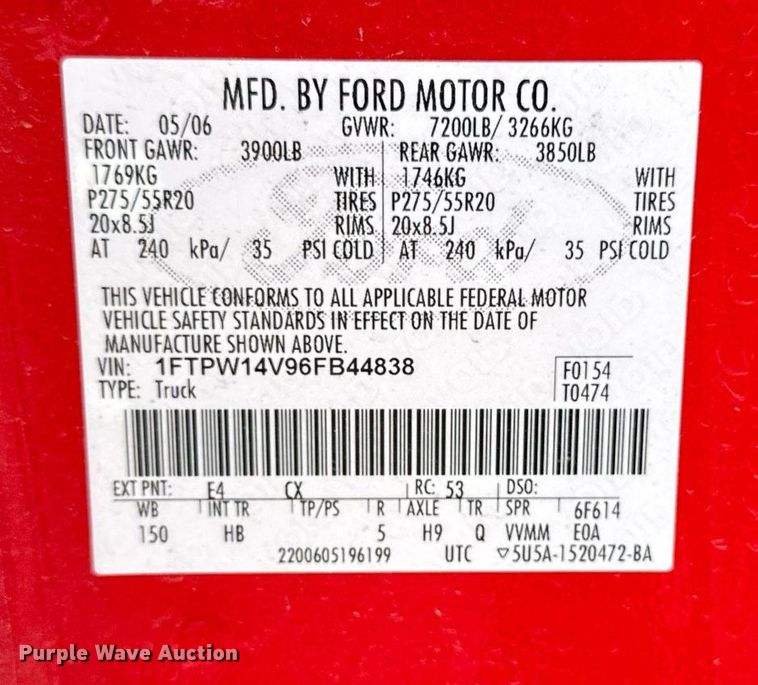 MFD. BY FORD MOTOR CO.
DATE: 05/06 GVWR: 7200LB/ 3266KG
FRONT GAWR: 3900LB REAR GAWR: 3850LB
1769KG WITH 1746KG WITH
P275/55R20 TIRES P275/55R20 TIRES
20x8.5J RIMS 20x8.5J RIMS
AT 240 kPa/ 35 PSI COLD AT 240 kPa/ 35 PSI COLD
THIS VEHICLE CONFORMS TO ALL APPLICABLE FEDERAL MOTOR
VEHICLE SAFETY STANDARDS IN EFFECT ON THE DATE OF
MANUFACTURE SHOWN ABOVE.
VIN: 1FTPW14V96FB44838 F0154
TYPE: Truck T0474
EXT PNT: E4 CX RC: 53 DSO:
WB INT TR TP/PS R AXLE TR SPR 6F614
150 HB 5 H9 Q VVMM E0A
2200605196199 UTC ▽5U5A-1520472-BA
Purple Wave Auction